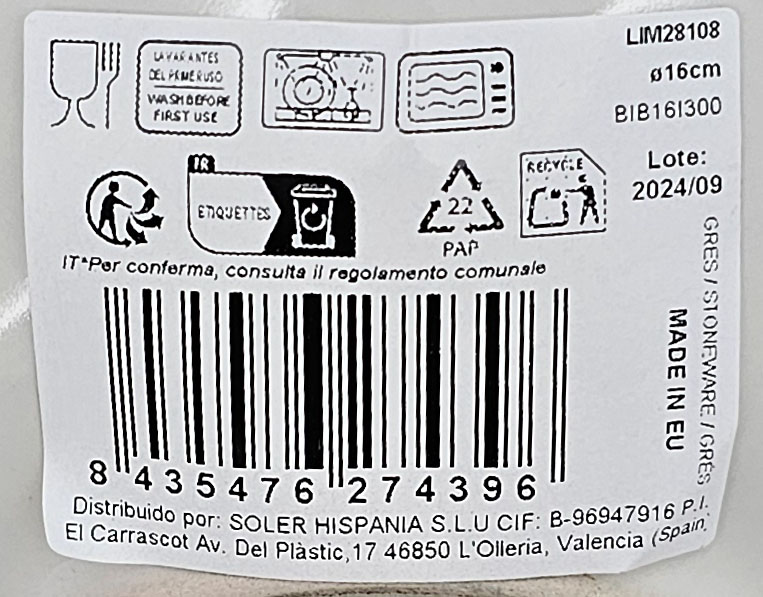 LIM28108
ø16cm
BIB16I300
Lote:
2024/09
LAVAR ANTES
DEL PRIMER USO
WASH BEFORE
FIRST USE
FR
ETIQUETTES
22
PAP
RECYCLE
IT*Per conferma, consulta il regolamento comunale
GRES / STONEWARE / GRÈS
MADE IN EU
8 435476 274396
Distribuido por: SOLER HISPANIA S.L.U CIF: B-96947916 P.I.
El Carrascot Av. Del Plàstic,17 46850 L'Olleria, Valencia (Spain)